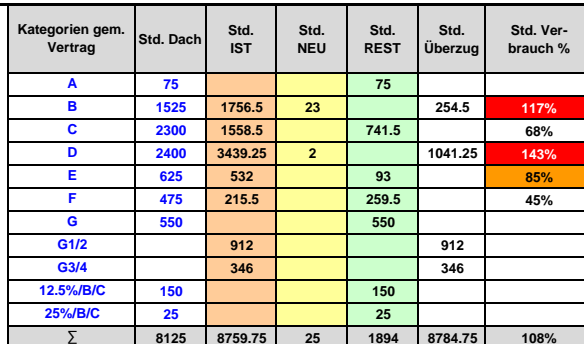 Kategorien gem. Vertrag Std. Dach Std. IST Std. NEU Std. REST Std. Überzug Std. Ver-brauch %
A 75 75
B 1525 1756.5 23 254.5 117%
C 2300 1558.5 741.5 68%
D 2400 3439.25 2 1041.25 143%
E 625 532 93 85%
F 475 215.5 259.5 45%
G 550 550
G1/2 912 912
G3/4 346 346
12.5%/B/C 150 150
25%/B/C 25 25
∑ 8125 8759.75 25 1894 8784.75 108%